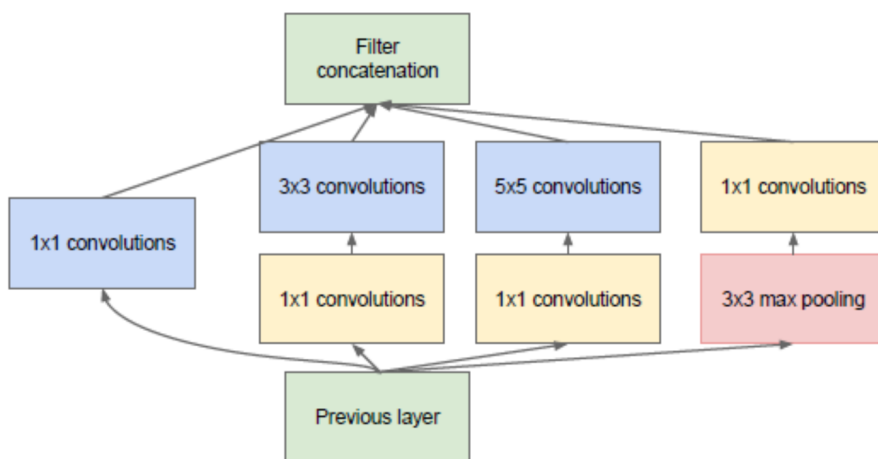 Filter
concatenation
3x3 convolutions
5x5 convolutions
1x1 convolutions
1x1 convolutions
1x1 convolutions
1x1 convolutions
3x3 max pooling
Previous layer